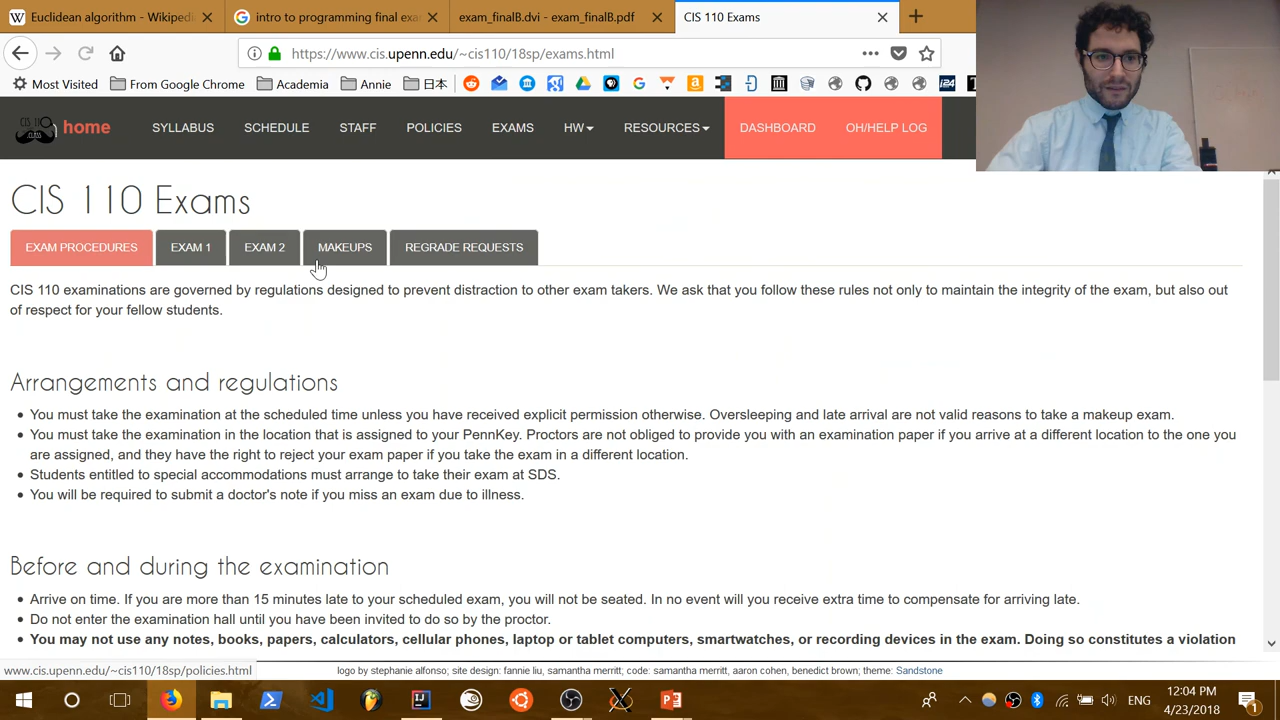 Euclidean algorithm - Wikipedi
intro to programming final exa
exam_finalB.dvi - exam_finalB.pdf
CIS 110 Exams
https://www.cis.upenn.edu/~cis110/18sp/exams.html
Most Visited
From Google Chrome
Academia
Annie
日本
home
SYLLABUS
SCHEDULE
STAFF
POLICIES
EXAMS
HW
RESOURCES
DASHBOARD
OH/HELP LOG
CIS 110 Exams
EXAM PROCEDURES
EXAM 1
EXAM 2
MAKEUPS
REGRADE REQUESTS
CIS 110 examinations are governed by regulations designed to prevent distraction to other exam takers. We ask that you follow these rules not only to maintain the integrity of the exam, but also out
of respect for your fellow students.
Arrangements and regulations
You must take the examination at the scheduled time unless you have received explicit permission otherwise. Oversleeping and late arrival are not valid reasons to take a makeup exam.
You must take the examination in the location that is assigned to your PennKey. Proctors are not obliged to provide you with an examination paper if you arrive at a different location to the one you
are assigned, and they have the right to reject your exam paper if you take the exam in a different location.
Students entitled to special accommodations must arrange to take their exam at SDS.
You will be required to submit a doctor's note if you miss an exam due to illness.
Before and during the examination
Arrive on time. If you are more than 15 minutes late to your scheduled exam, you will not be seated. In no event will you receive extra time to compensate for arriving late.
Do not enter the examination hall until you have been invited to do so by the proctor.
You may not use any notes, books, papers, calculators, cellular phones, laptop or tablet computers, smartwatches, or recording devices in the exam. Doing so constitutes a violation
www.cis.upenn.edu/~cis110/18sp/policies.html
logo by stephanie alfonso; site design: fannie liu, samantha merritt; code: samantha merritt, aaron cohen, benedict brown; theme: Sandstone
ENG
12:04 PM
4/23/2018